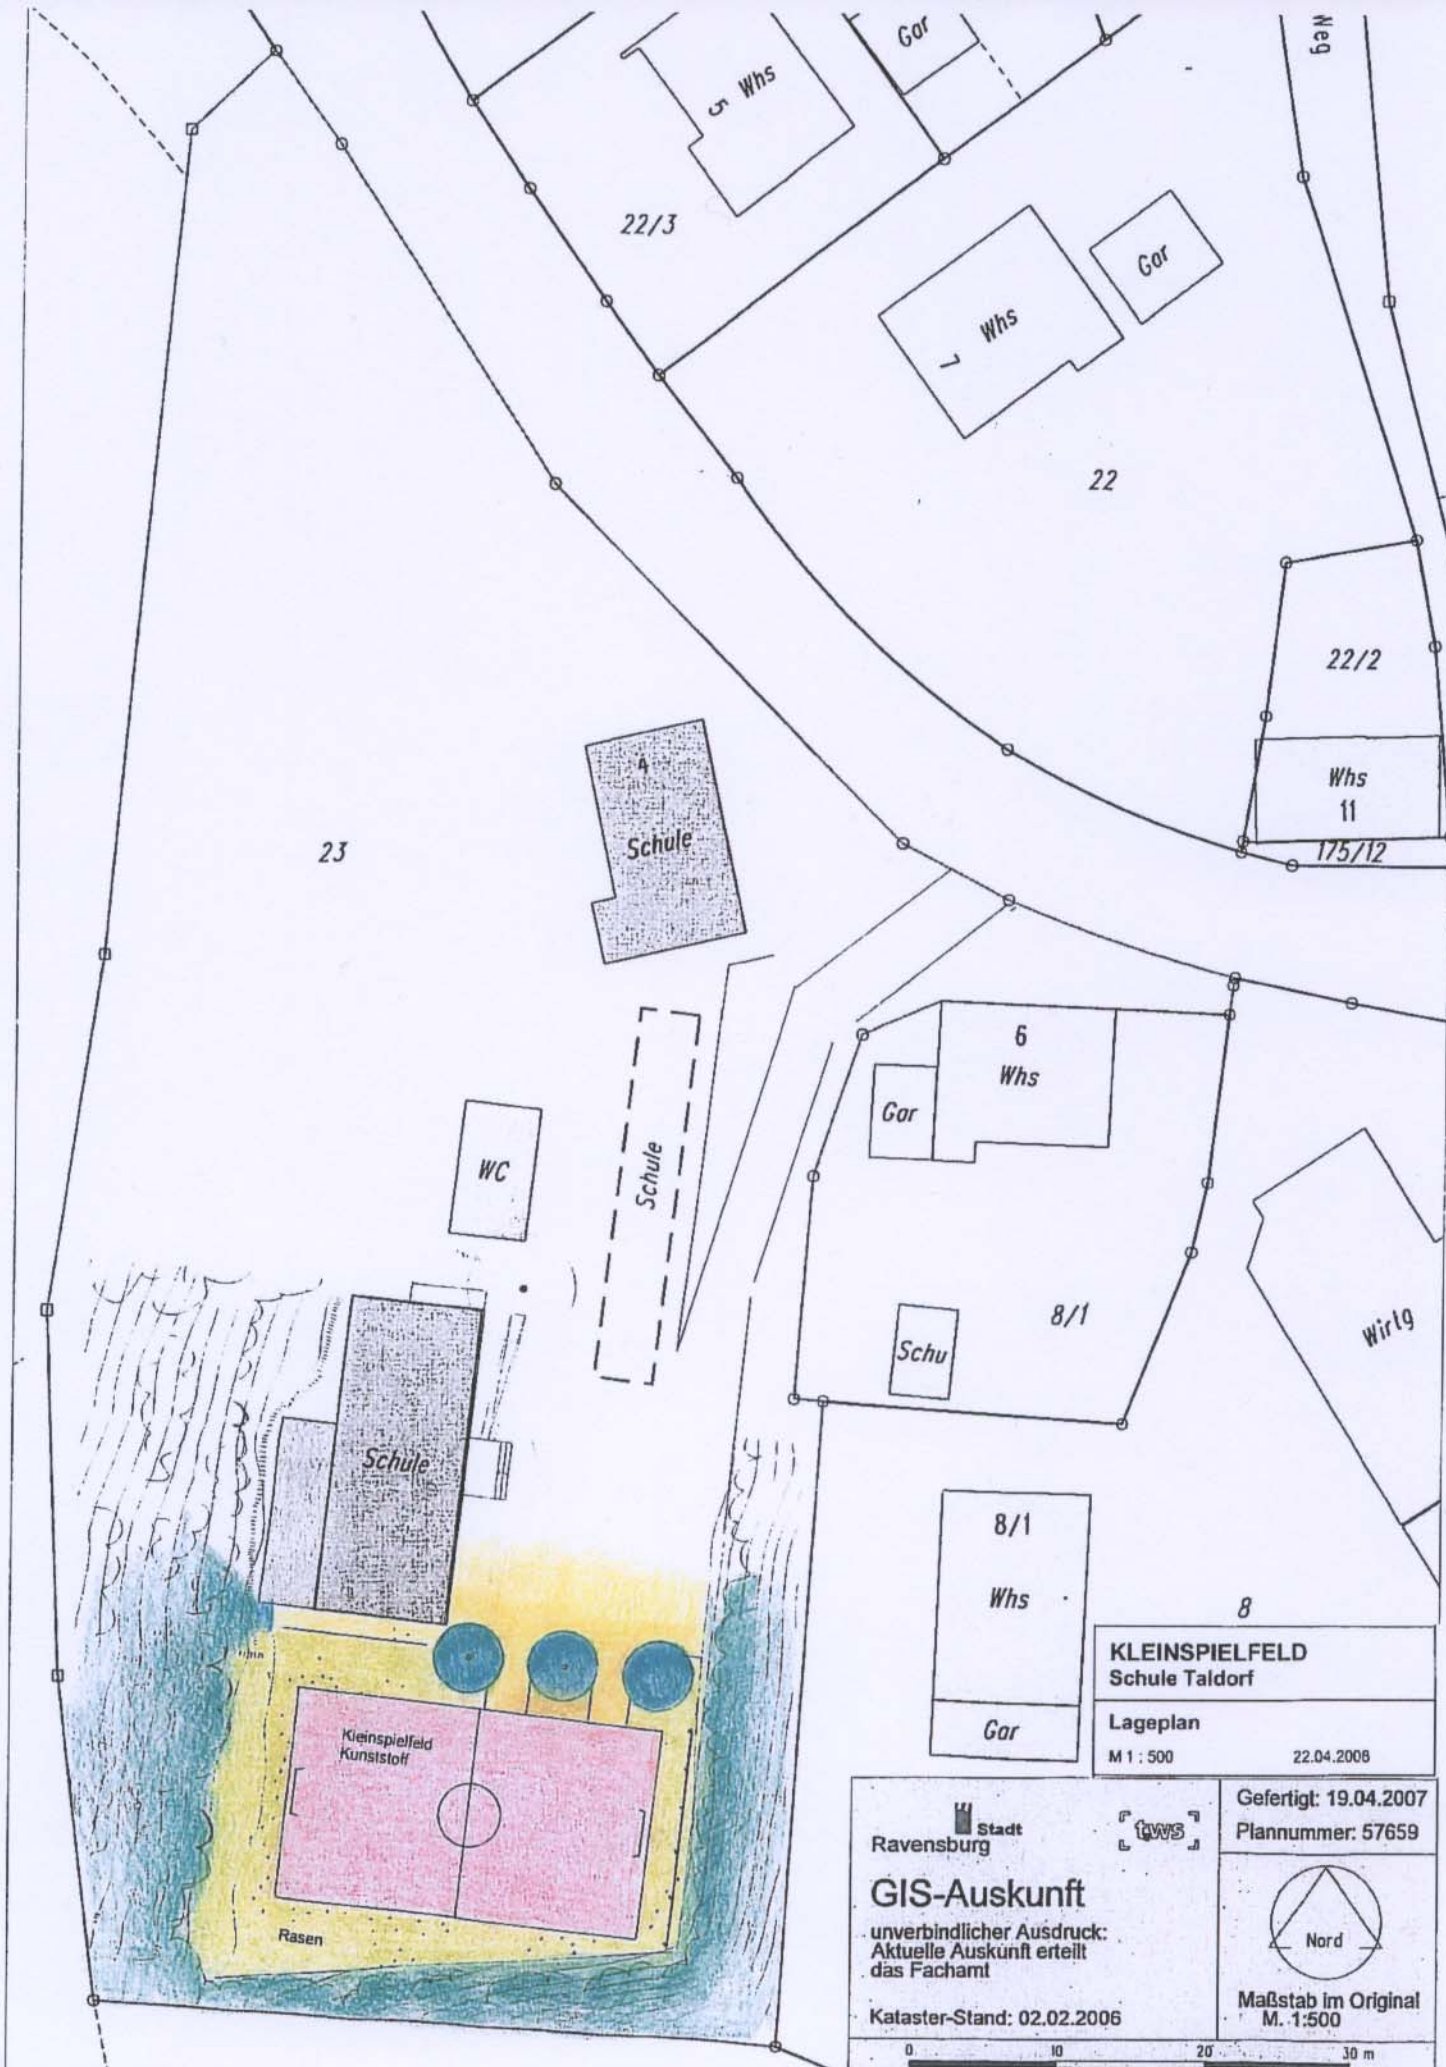 Gar
Weg
5 Whs
22/3
Gar
7 Whs
22
22/2
Whs
11
175/12
4
Schule
23
6
Whs
Gar
Schule
WC
8/1
Schu
Wirtg
Schule
8/1
Whs
8
Gar
Kleinspielfeld
Kunststoff
Rasen
KLEINSPIELFELD
Schule Taldorf
Lageplan
M 1 : 500 22.04.2008
Stadt
Ravensburg
tws
Gefertigt: 19.04.2007
Plannummer: 57659
GIS-Auskunft
unverbindlicher Ausdruck:
Aktuelle Auskunft erteilt
das Fachamt
Kataster-Stand: 02.02.2006
Nord
Maßstab im Original
M. 1:500
0 10 20 30 m